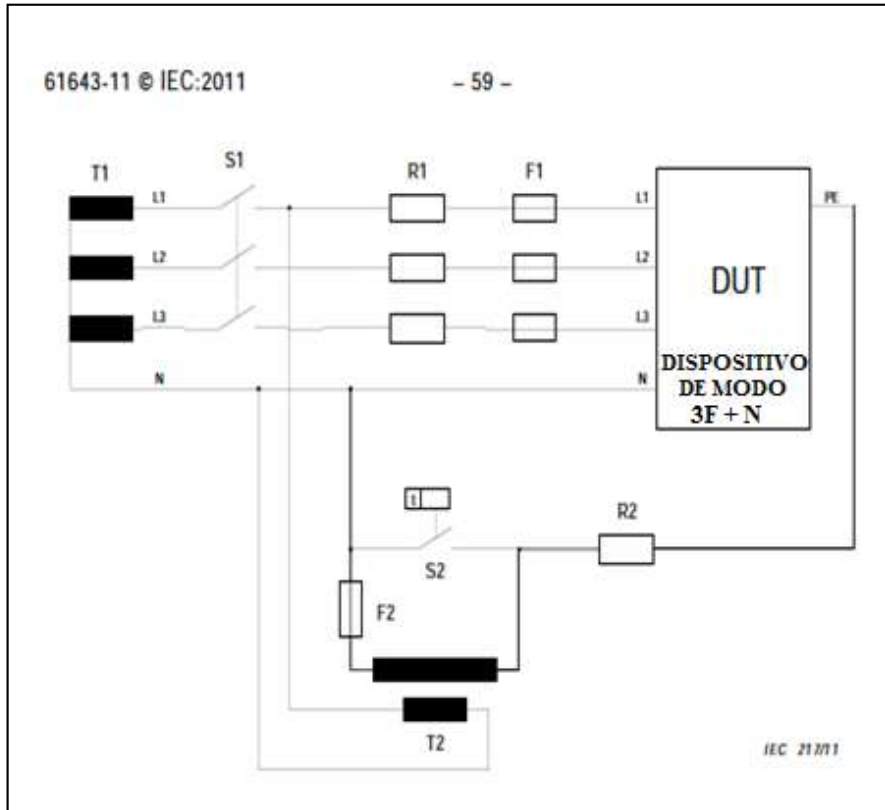 61643-11 © IEC:2011 – 59 –
T1 S1 R1 F1
L1 L1 PE
L2 L2
L3 L3
N N
DUT
DISPOSITIVO
DE MODO
3F + N
t
S2
R2
F2
T2
IEC 217/11